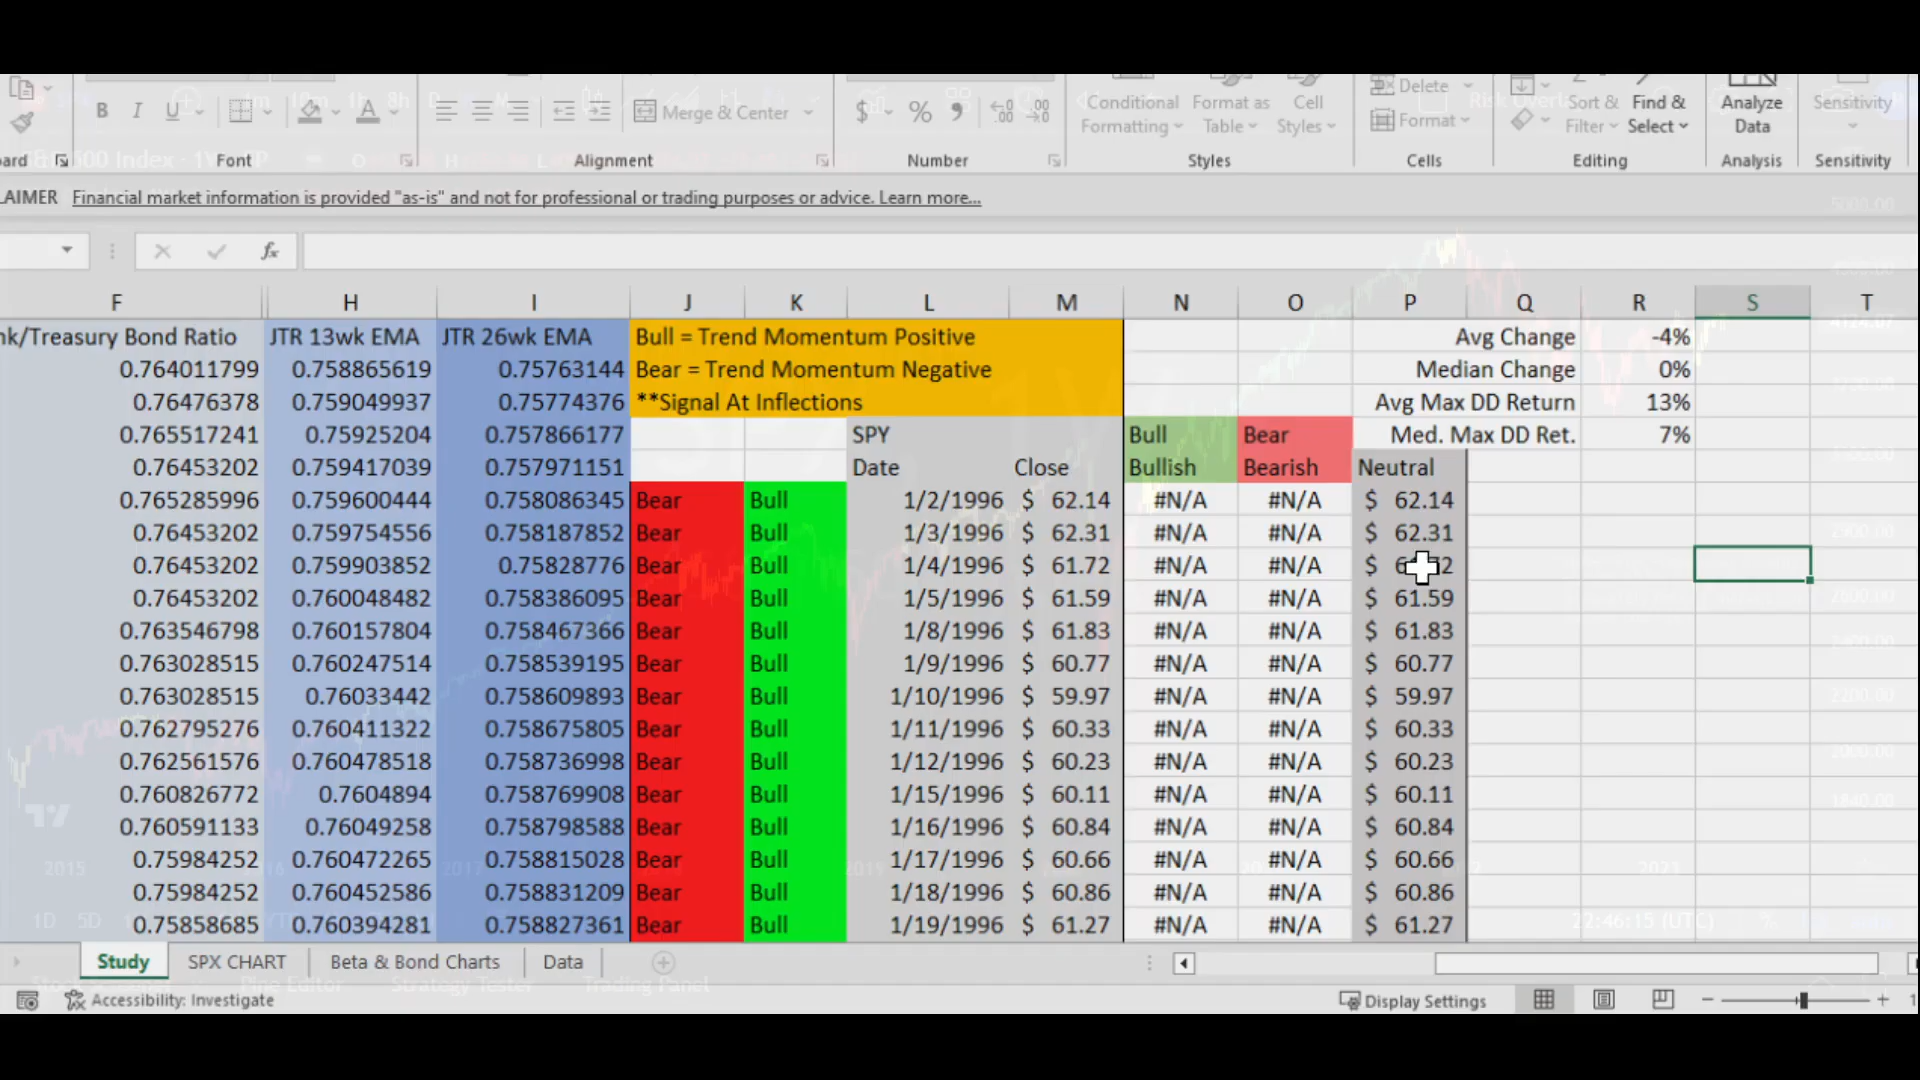 B I U Merge & Center $ % Conditional Formatting Format as Table Cell Styles Delete Format Sort & Filter Find & Select Analyze Data Sensitivity
ard Font Alignment Number Styles Cells Editing Analysis Sensitivity
LAIMER Financial market information is provided "as-is" and not for professional or trading purposes or advice. Learn more...
fx
F H I J K L M N O P Q R S T
nk/Treasury Bond Ratio JTR 13wk EMA JTR 26wk EMA Bull = Trend Momentum Positive Avg Change -4%
0.764011799 0.758865619 0.75763144 Bear = Trend Momentum Negative Median Change 0%
0.76476378 0.759049937 0.75774376 **Signal At Inflections Avg Max DD Return 13%
0.765517241 0.75925204 0.757866177 SPY Bull Bear Med. Max DD Ret. 7%
0.76453202 0.759417039 0.757971151 Date Close Bullish Bearish Neutral
0.765285996 0.759600444 0.758086345 Bear Bull 1/2/1996 $ 62.14 #N/A #N/A $ 62.14
0.76453202 0.759754556 0.758187852 Bear Bull 1/3/1996 $ 62.31 #N/A #N/A $ 62.31
0.76453202 0.759903852 0.75828776 Bear Bull 1/4/1996 $ 61.72 #N/A #N/A $
0.76453202 0.760048482 0.758386095 Bear Bull 1/5/1996 $ 61.59 #N/A #N/A $ 61.59
0.763546798 0.760157804 0.758467366 Bear Bull 1/8/1996 $ 61.83 #N/A #N/A $ 61.83
0.763028515 0.760247514 0.758539195 Bear Bull 1/9/1996 $ 60.77 #N/A #N/A $ 60.77
0.763028515 0.76033442 0.758609893 Bear Bull 1/10/1996 $ 59.97 #N/A #N/A $ 59.97
0.762795276 0.760411322 0.758675805 Bear Bull 1/11/1996 $ 60.33 #N/A #N/A $ 60.33
0.762561576 0.760478518 0.758736998 Bear Bull 1/12/1996 $ 60.23 #N/A #N/A $ 60.23
0.760826772 0.7604894 0.758769908 Bear Bull 1/15/1996 $ 60.11 #N/A #N/A $ 60.11
0.760591133 0.76049258 0.758798588 Bear Bull 1/16/1996 $ 60.84 #N/A #N/A $ 60.84
0.75984252 0.760472265 0.758815028 Bear Bull 1/17/1996 $ 60.66 #N/A #N/A $ 60.66
0.75984252 0.760452586 0.758831209 Bear Bull 1/18/1996 $ 60.86 #N/A #N/A $ 60.86
0.75858685 0.760394281 0.758827361 Bear Bull 1/19/1996 $ 61.27 #N/A #N/A $ 61.27
Study SPX CHART Beta & Bond Charts Data
Accessibility: Investigate Display Settings